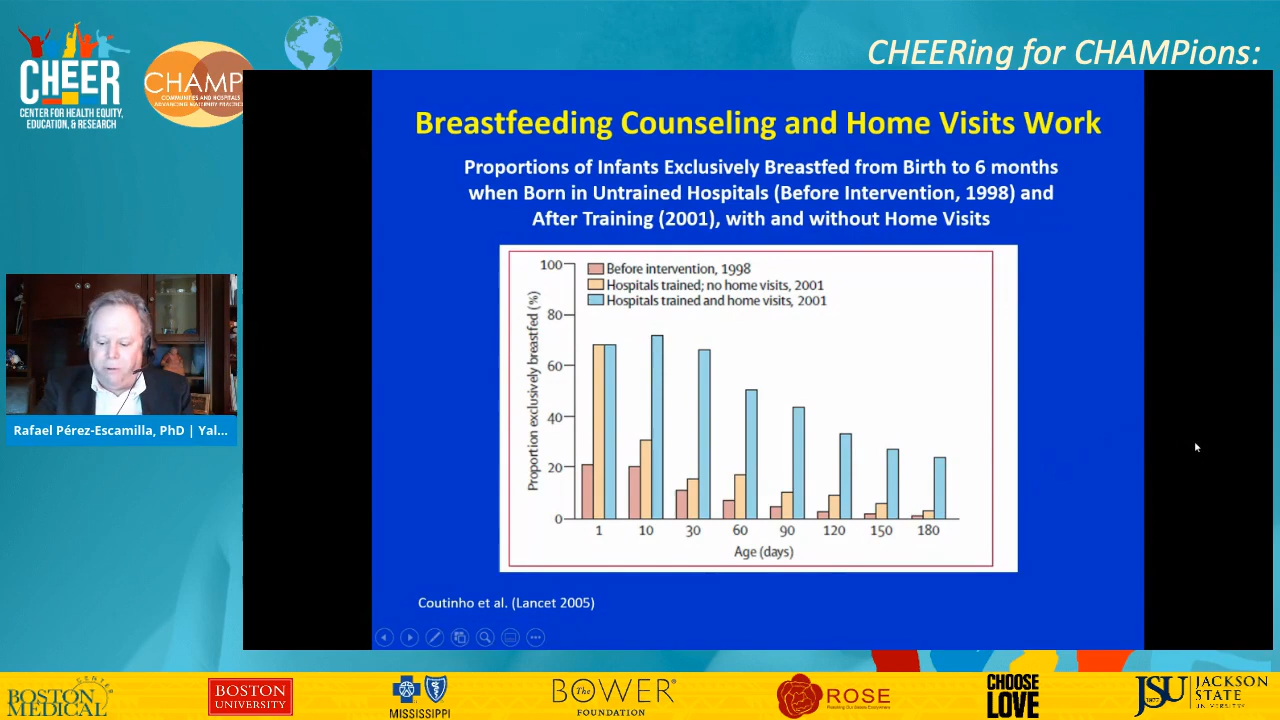 CHEER
CENTER FOR HEALTH EQUITY,
EDUCATION, & RESEARCH
CHAMP
COMMUNITIES AND HOSPITALS
ADVANCING MATERNITY PRACTIC
CHEERing for CHAMPions:
Breastfeeding Counseling and Home Visits Work
Proportions of Infants Exclusively Breastfed from Birth to 6 months
when Born in Untrained Hospitals (Before Intervention, 1998) and
After Training (2001), with and without Home Visits
Before intervention, 1998
Hospitals trained; no home visits, 2001
Hospitals trained and home visits, 2001
Proportion exclusively breastfed (%)
100
80
60
40
20
0
1 10 30 60 90 120 150 180
Age (days)
Coutinho et al. (Lancet 2005)
Rafael Pérez-Escamilla, PhD | Yal...
BOSTON
MEDICAL
CENTER
BOSTON
UNIVERSITY
MISSISSIPPI
The BOWER®
FOUNDATION
ROSE
CHOOSE
LOVE
JSU
1877
JACKSON
STATE
UNIVERSITY